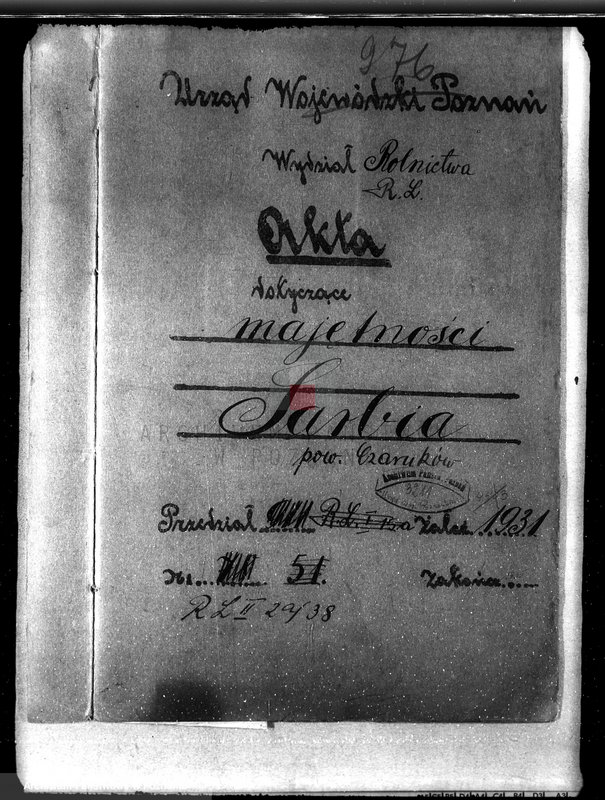 976
Urząd Wojewódzki Poznań
Wydział Rolnictwa
R.L.
Akta
dotyczące
majętności
Sarbia
pow. Czarnków
Przedział R.L. I założ. 1931
Nr. 51. zakończ.
R L II 2a/38